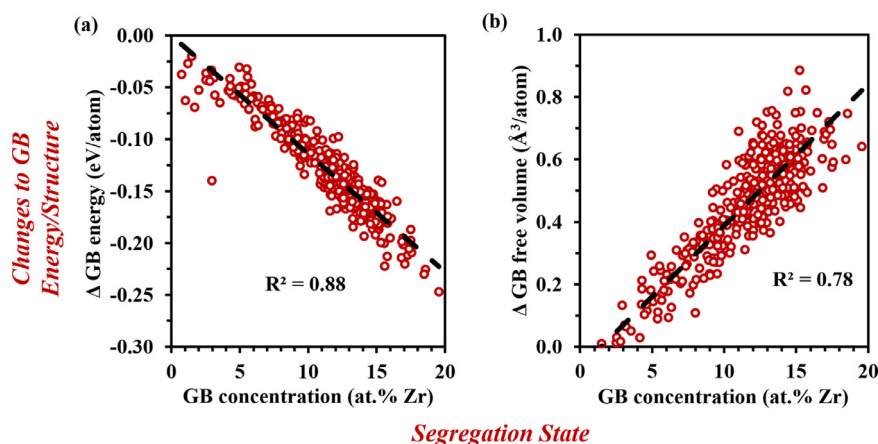 (a)
(b)
Changes to GB
Energy/Structure
Δ GB energy (eV/atom)
0.00
-0.05
-0.10
-0.15
-0.20
-0.25
-0.30
R² = 0.88
0 5 10 15 20
GB concentration (at.% Zr)
Δ GB free volume (Å³/atom)
1.0
0.8
0.6
0.4
0.2
0.0
R² = 0.78
0 5 10 15 20
GB concentration (at.% Zr)
Segregation State